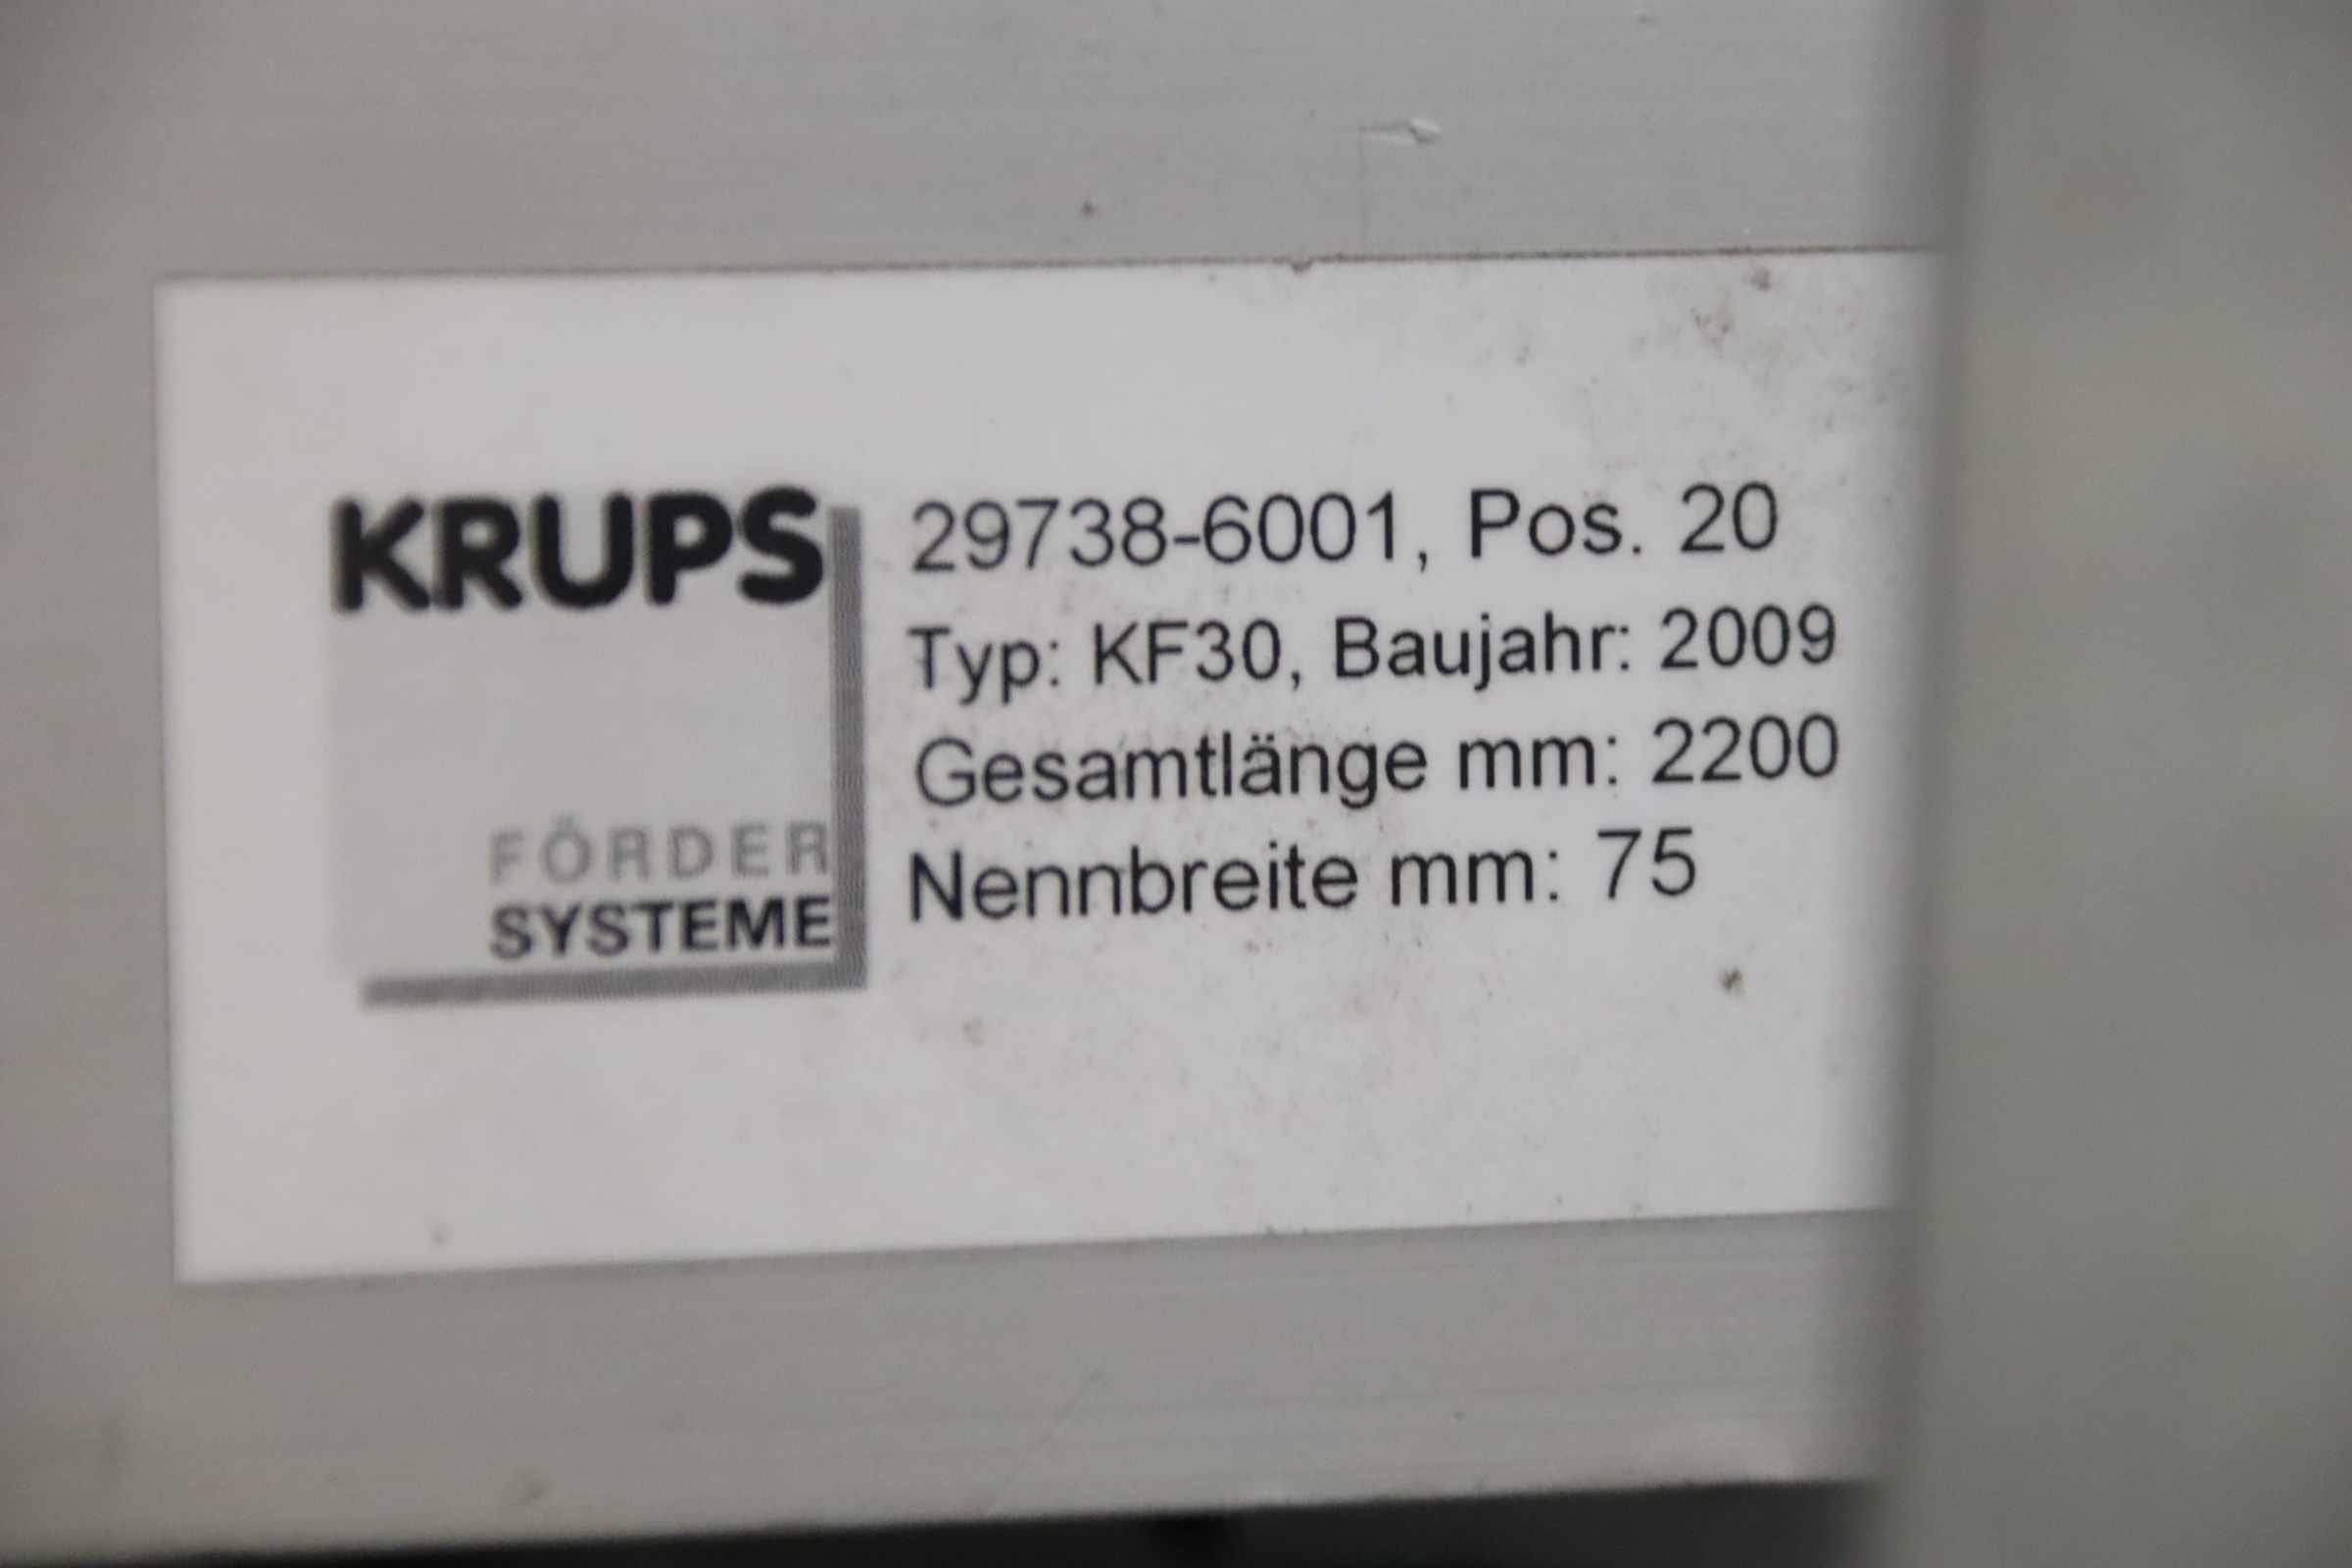 KRUPS
FÖRDER
SYSTEME
29738-6001, Pos. 20
Typ: KF30, Baujahr: 2009
Gesamtlänge mm: 2200
Nennbreite mm: 75